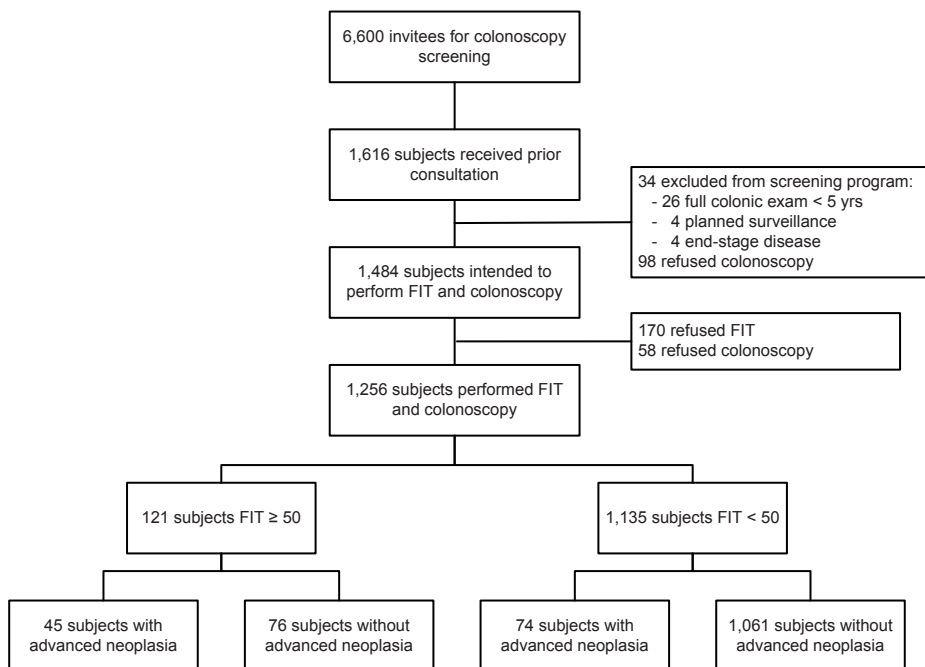 6,600 invitees for colonoscopy
screening
1,616 subjects received prior
consultation
34 excluded from screening program:
- 26 full colonic exam < 5 yrs
- 4 planned surveillance
- 4 end-stage disease
98 refused colonoscopy
1,484 subjects intended to
perform FIT and colonoscopy
170 refused FIT
58 refused colonoscopy
1,256 subjects performed FIT
and colonoscopy
121 subjects FIT ≥ 50
1,135 subjects FIT < 50
45 subjects with
advanced neoplasia
76 subjects without
advanced neoplasia
74 subjects with
advanced neoplasia
1,061 subjects without
advanced neoplasia